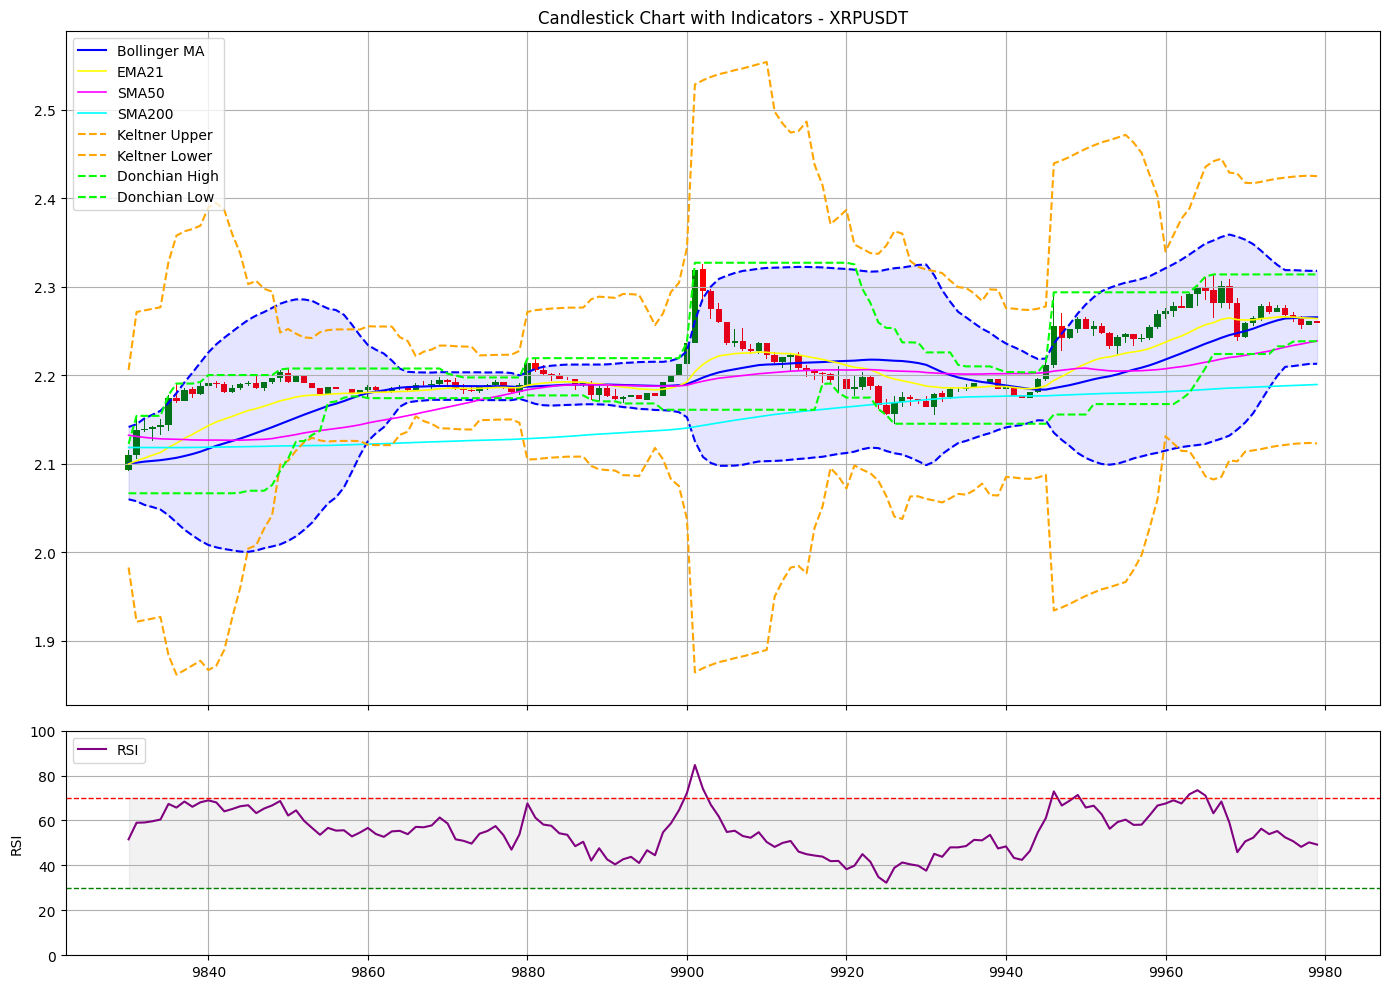 Candlestick Chart with Indicators - XRPUSDT
Bollinger MA
EMA21
SMA50
SMA200
Keltner Upper
Keltner Lower
Donchian High
Donchian Low
2.5
2.4
2.3
2.2
2.1
2.0
1.9
RSI
100
80
60
40
20
0
RSI
9840 9860 9880 9900 9920 9940 9960 9980